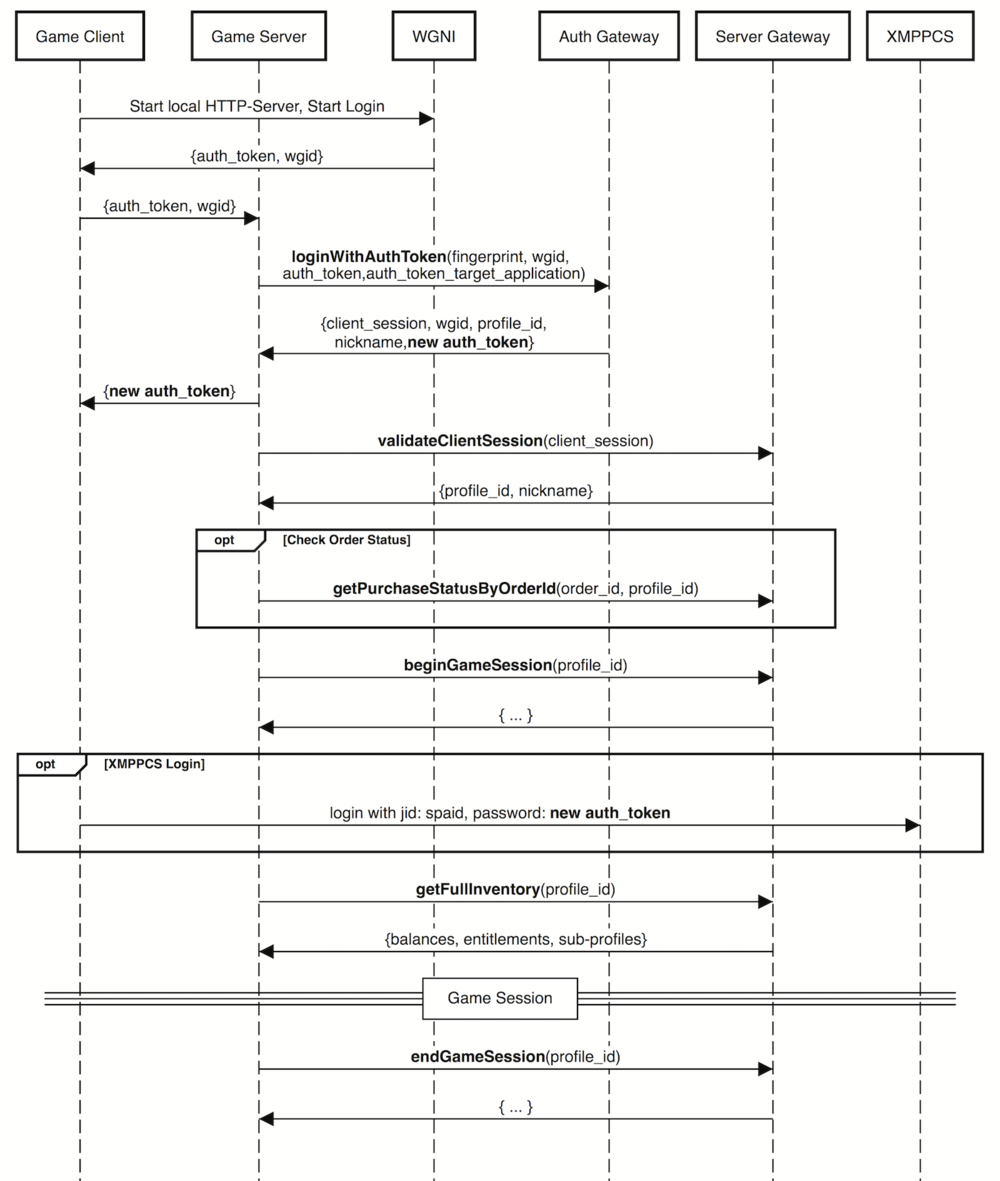 Game Client
Game Server
WGNI
Auth Gateway
Server Gateway
XMPPCS
Start local HTTP-Server, Start Login
{auth_token, wgid}
{auth_token, wgid}
loginWithAuthToken(fingerprint, wgid,
auth_token,auth_token_target_application)
{client_session, wgid, profile_id,
nickname,new auth_token}
{new auth_token}
validateClientSession(client_session)
{profile_id, nickname}
opt
[Check Order Status]
getPurchaseStatusByOrderId(order_id, profile_id)
beginGameSession(profile_id)
{ ... }
opt
[XMPPCS Login]
login with jid: spaid, password: new auth_token
getFullInventory(profile_id)
{balances, entitlements, sub-profiles}
Game Session
endGameSession(profile_id)
{ ... }